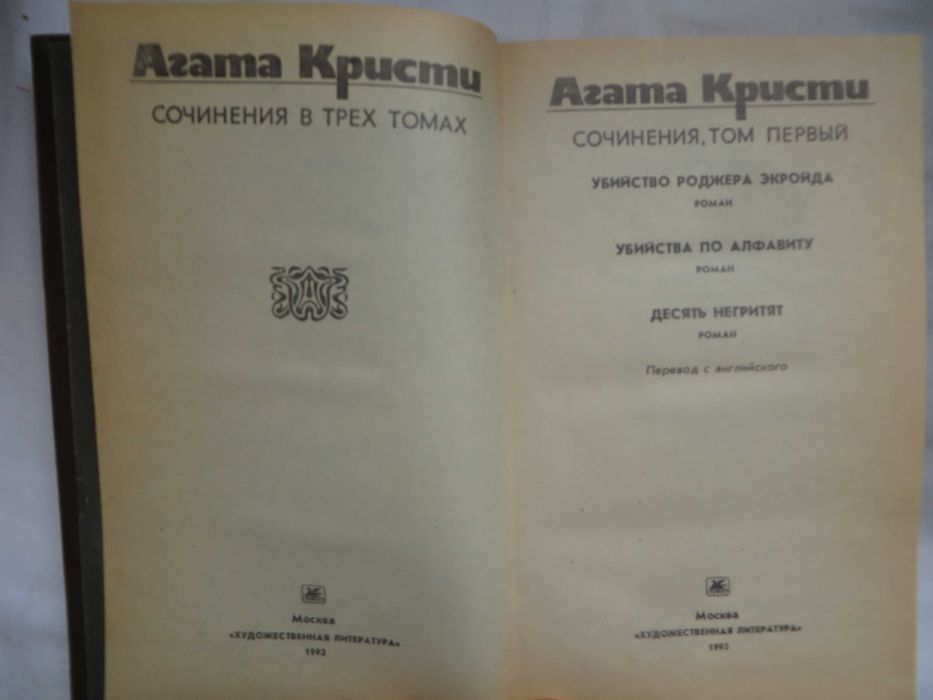 Агата Кристи
СОЧИНЕНИЯ В ТРЕХ ТОМАХ
Москва
«ХУДОЖЕСТВЕННАЯ ЛИТЕРАТУРА»
1992
Агата Кристи
СОЧИНЕНИЯ, ТОМ ПЕРВЫЙ
УБИЙСТВО РОДЖЕРА ЭКРОЙДА
РОМАН
УБИЙСТВА ПО АЛФАВИТУ
РОМАН
ДЕСЯТЬ НЕГРИТЯТ
РОМАН
Перевод с английского
Москва
«ХУДОЖЕСТВЕННАЯ ЛИТЕРАТУРА»
1992